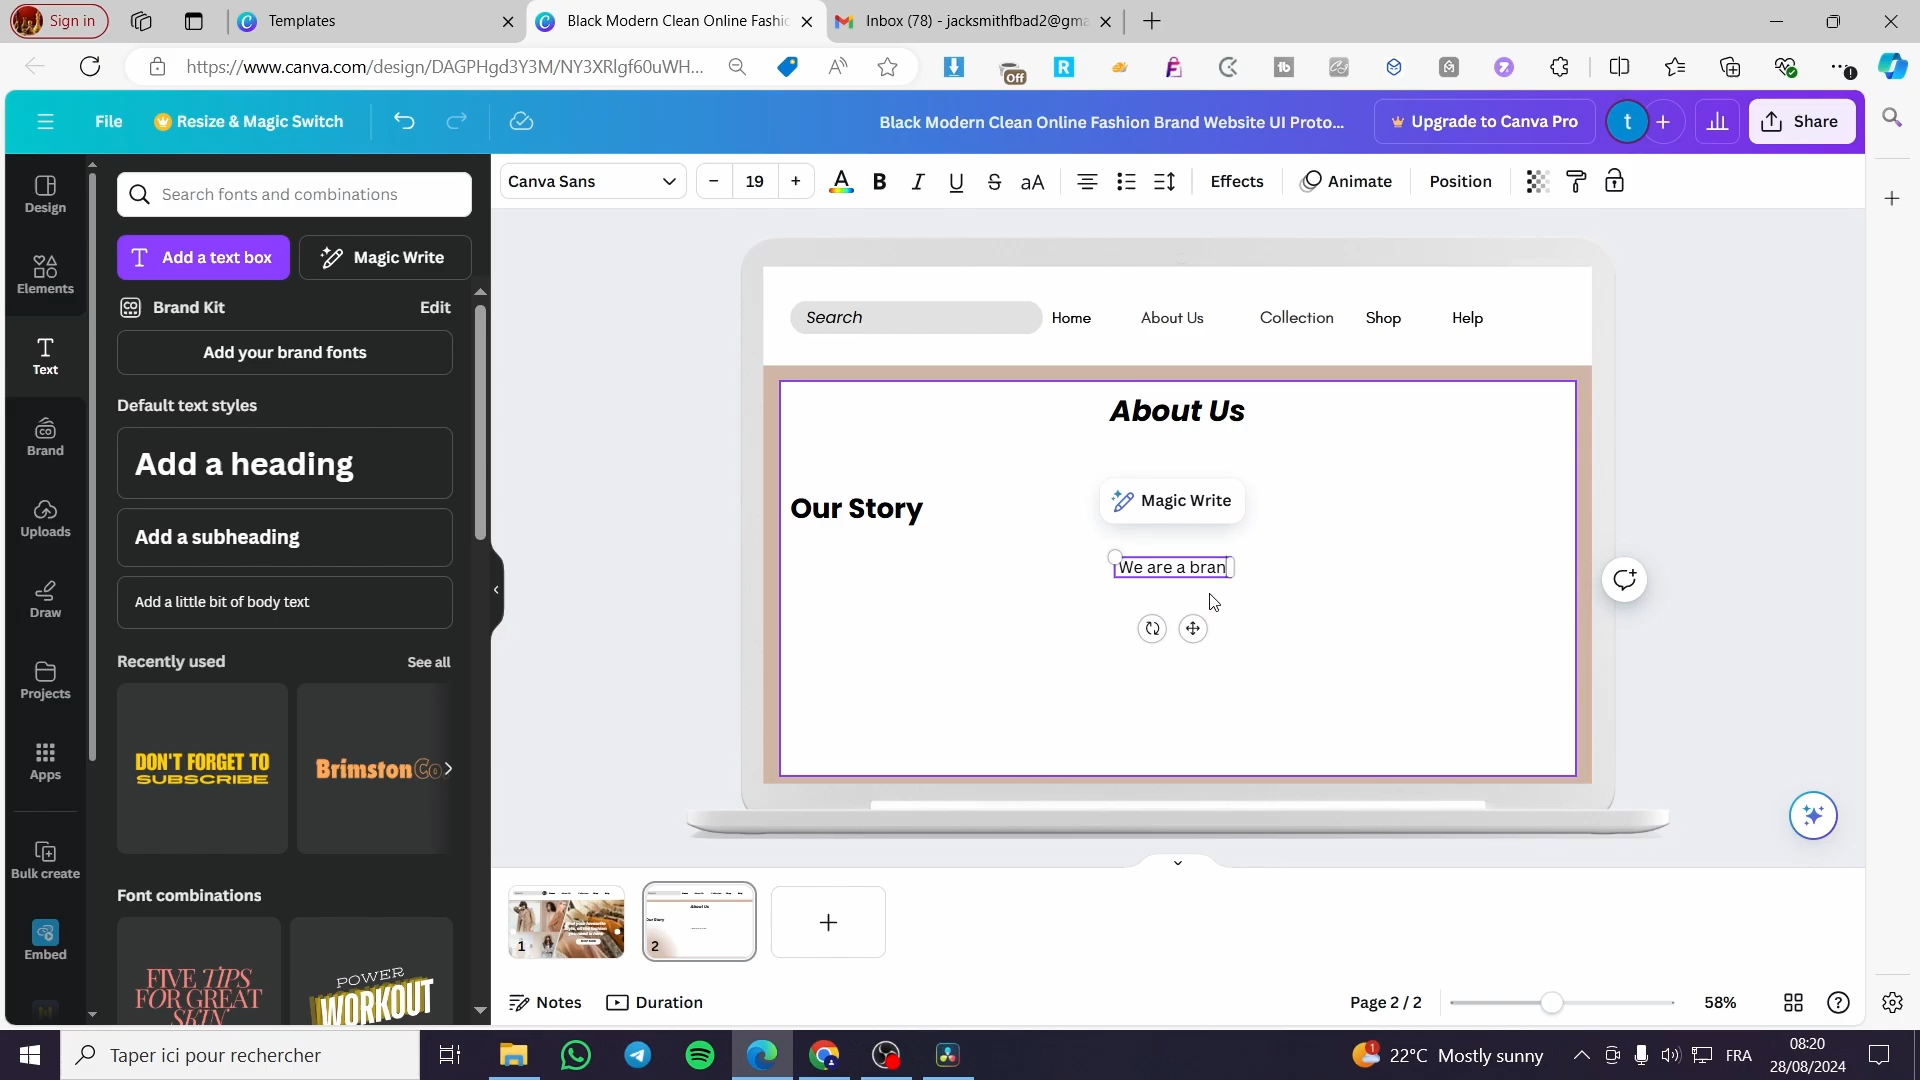 Sign in
Templates
Black Modern Clean Online Fashic
Inbox (78) - jacksmithfbad2@gma
https://www.canva.com/design/DAGPHgd3Y3M/NY3XRlgf60uWH...
Off
File
Resize & Magic Switch
Black Modern Clean Online Fashion Brand Website UI Proto...
Upgrade to Canva Pro
t
Share
Design
Elements
Text
Brand
Uploads
Draw
Projects
Apps
Bulk create
Embed
Search fonts and combinations
Add a text box
Magic Write
Brand Kit
Edit
Add your brand fonts
Default text styles
Add a heading
Add a subheading
Add a little bit of body text
Recently used
See all
DON'T FORGET TO
SUBSCRIBE
Brimston Co.
Font combinations
FIVE TIPS
FOR GREAT
SKIN
POWER
WORKOUT
Canva Sans
19
aA
Effects
Animate
Position
Search
Home
About Us
Collection
Shop
Help
About Us
Our Story
Magic Write
We are a bran
1
2
Notes
Duration
Page 2 / 2
58%
Taper ici pour rechercher
1
22°C Mostly sunny
FRA
08:20
28/08/2024